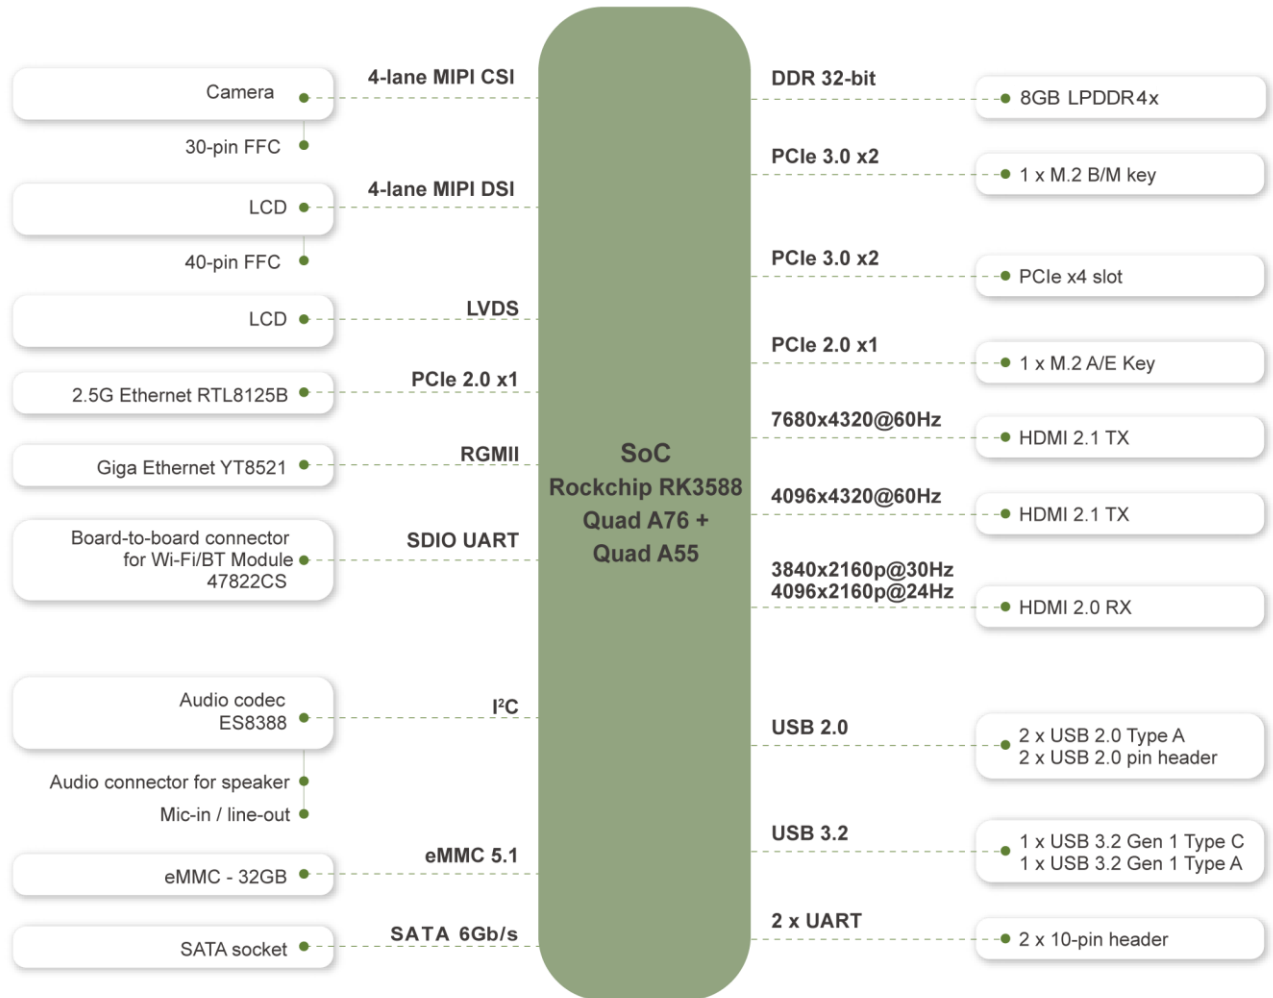 4-lane MIPI CSI
Camera
30-pin FFC
4-lane MIPI DSI
LCD
40-pin FFC
LVDS
LCD
PCIe 2.0 x1
2.5G Ethernet RTL8125B
RGMII
Giga Ethernet YT8521
SDIO UART
Board-to-board connector
for Wi-Fi/BT Module
47822CS
I²C
Audio codec
ES8388
Audio connector for speaker
Mic-in / line-out
eMMC 5.1
eMMC - 32GB
SATA 6Gb/s
SATA socket
SoC
Rockchip RK3588
Quad A76 +
Quad A55
DDR 32-bit
8GB LPDDR4x
PCIe 3.0 x2
1 x M.2 B/M key
PCIe 3.0 x2
PCIe x4 slot
PCIe 2.0 x1
1 x M.2 A/E Key
7680x4320@60Hz
HDMI 2.1 TX
4096x4320@60Hz
HDMI 2.1 TX
3840x2160p@30Hz
4096x2160p@24Hz
HDMI 2.0 RX
USB 2.0
2 x USB 2.0 Type A
2 x USB 2.0 pin header
USB 3.2
1 x USB 3.2 Gen 1 Type C
1 x USB 3.2 Gen 1 Type A
2 x UART
2 x 10-pin header